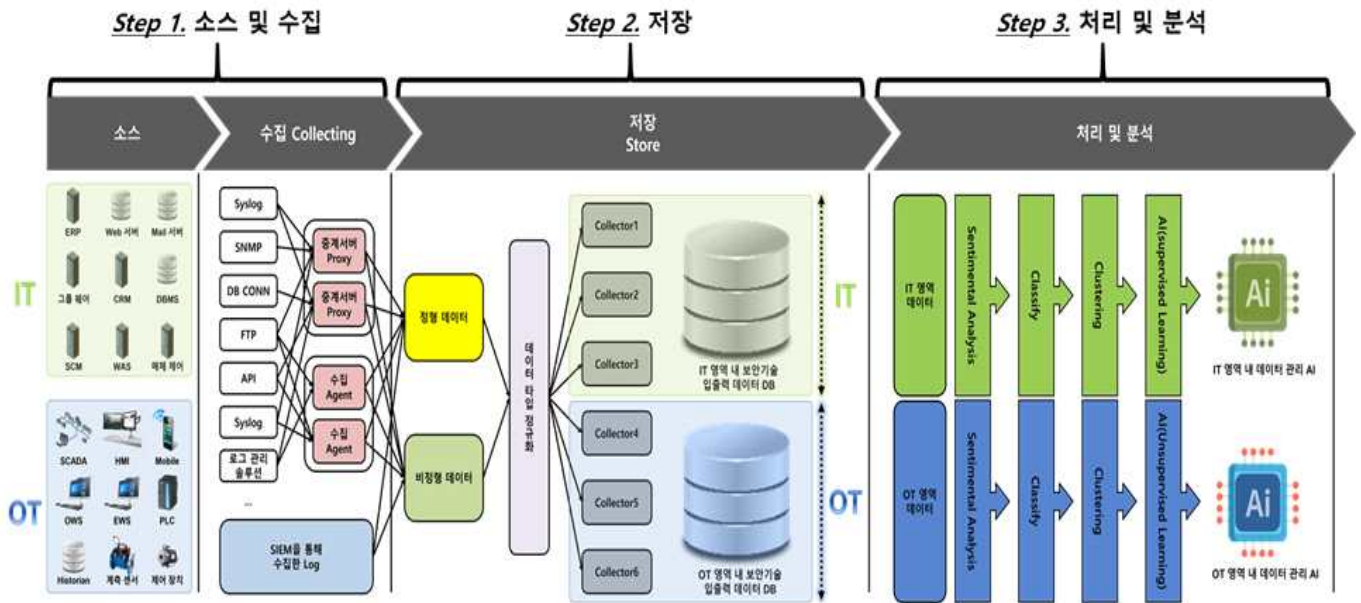 Step 1. 소스 및 수집
Step 2. 저장
Step 3. 처리 및 분석
소스
수집 Collecting
저장
Store
처리 및 분석
IT
ERP
Web 서버
Mail 서버
그룹 웨어
CRM
DBMS
SCM
WAS
매체 제어
OT
SCADA
HMI
Mobile
OWS
EWS
PLC
Historian
계측 센서
제어 장치
Syslog
SNMP
DB CONN
FTP
API
Syslog
로그 관리
솔루션
...
SIEM을 통해
수집한 Log
중계서버
Proxy
중계서버
Proxy
수집
Agent
수집
Agent
정형 데이터
비정형 데이터
데이터 타입 정규화
Collector1
Collector2
Collector3
IT 영역 내 보안기술
입출력 데이터 DB
Collector4
Collector5
Collector6
OT 영역 내 보안기술
입출력 데이터 DB
IT
IT 영역
데이터
Sentimental Analysis
Classify
Clustering
AI(supervised Learning)
Ai
IT 영역 내 데이터 관리 AI
OT
OT 영역
데이터
Sentimental Analysis
Classify
Clustering
AI(Unsupervised Learning)
Ai
OT 영역 내 데이터 관리 AI